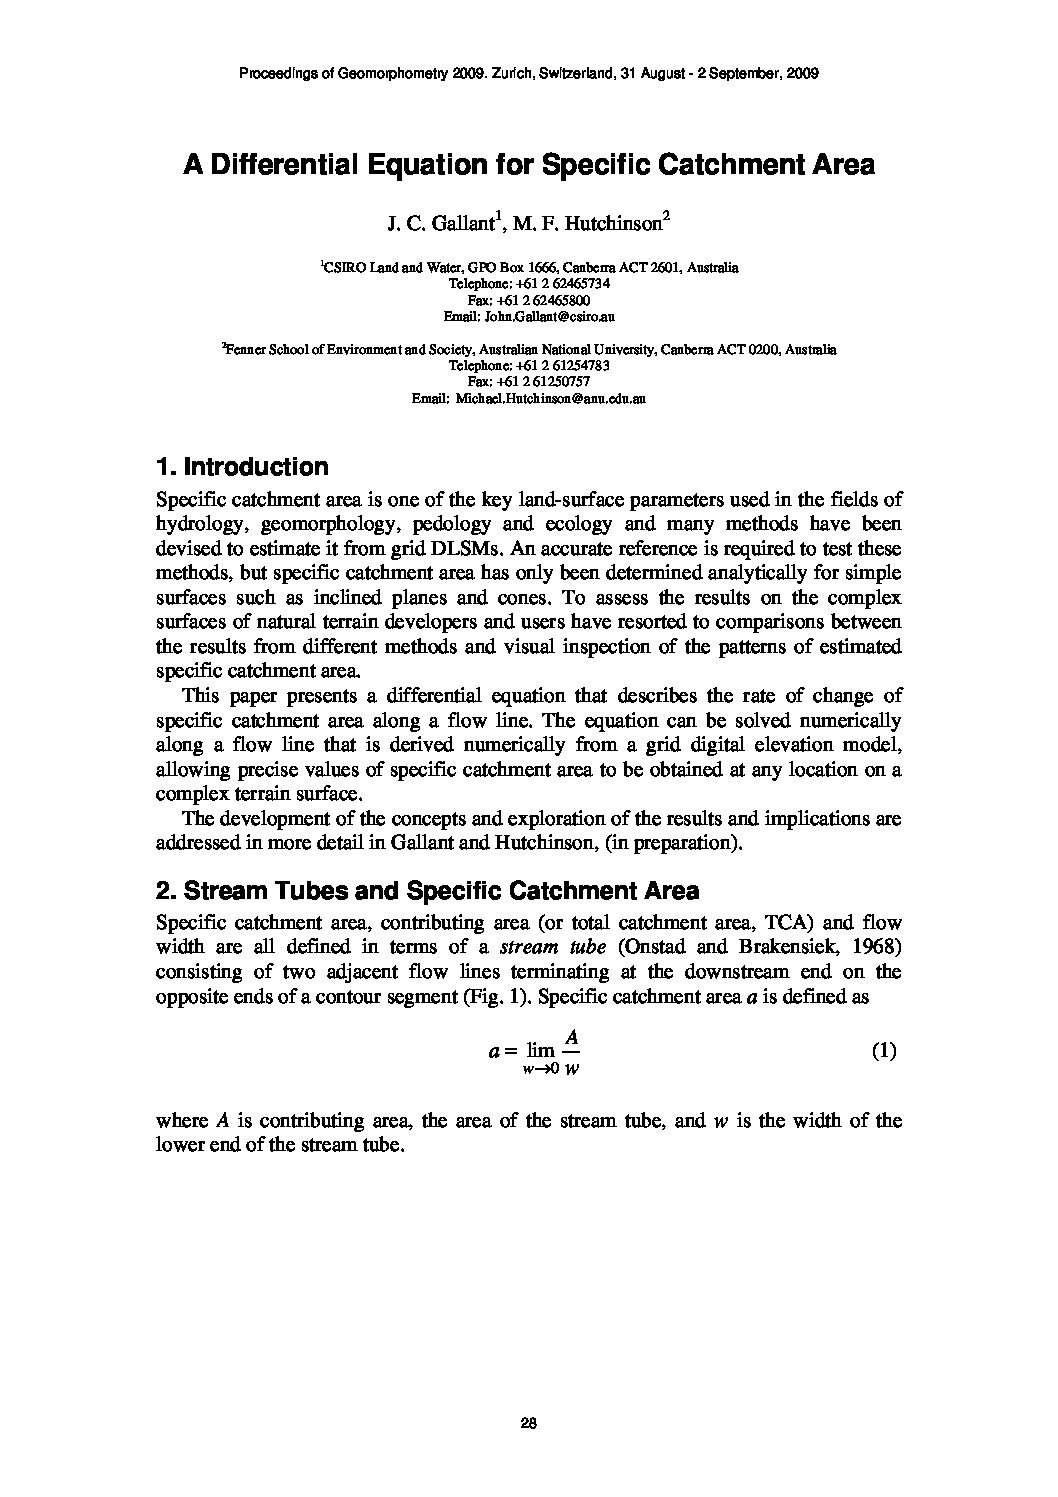 Proceedings of Geomorphometry 2009. Zurich, Switzerland, 31 August - 2 September, 2009
A Differential Equation for Specific Catchment Area
J. C. Gallant1, M. F. Hutchinson2
1CSIRO Land and Water, GPO Box 1666, Canberra ACT 2601, Australia
Telephone: +61 2 62465734
Fax: +61 2 62465800
Email: John.Gallant@csiro.au
2Fenner School of Environment and Society, Australian National University, Canberra ACT 0200, Australia
Telephone: +61 2 61254783
Fax: +61 2 61250757
Email: Michael.Hutchinson@anu.edu.au
1. Introduction
Specific catchment area is one of the key land-surface parameters used in the fields of
hydrology, geomorphology, pedology and ecology and many methods have been
devised to estimate it from grid DLSMs. An accurate reference is required to test these
methods, but specific catchment area has only been determined analytically for simple
surfaces such as inclined planes and cones. To assess the results on the complex
surfaces of natural terrain developers and users have resorted to comparisons between
the results from different methods and visual inspection of the patterns of estimated
specific catchment area.
This paper presents a differential equation that describes the rate of change of
specific catchment area along a flow line. The equation can be solved numerically
along a flow line that is derived numerically from a grid digital elevation model,
allowing precise values of specific catchment area to be obtained at any location on a
complex terrain surface.
The development of the concepts and exploration of the results and implications are
addressed in more detail in Gallant and Hutchinson, (in preparation).
2. Stream Tubes and Specific Catchment Area
Specific catchment area, contributing area (or total catchment area, TCA) and flow
width are all defined in terms of a stream tube (Onstad and Brakensiek, 1968)
consisting of two adjacent flow lines terminating at the downstream end on the
opposite ends of a contour segment (Fig. 1). Specific catchment area a is defined as
a = lim w→0 A/w (1)
where A is contributing area, the area of the stream tube, and w is the width of the
lower end of the stream tube.
28